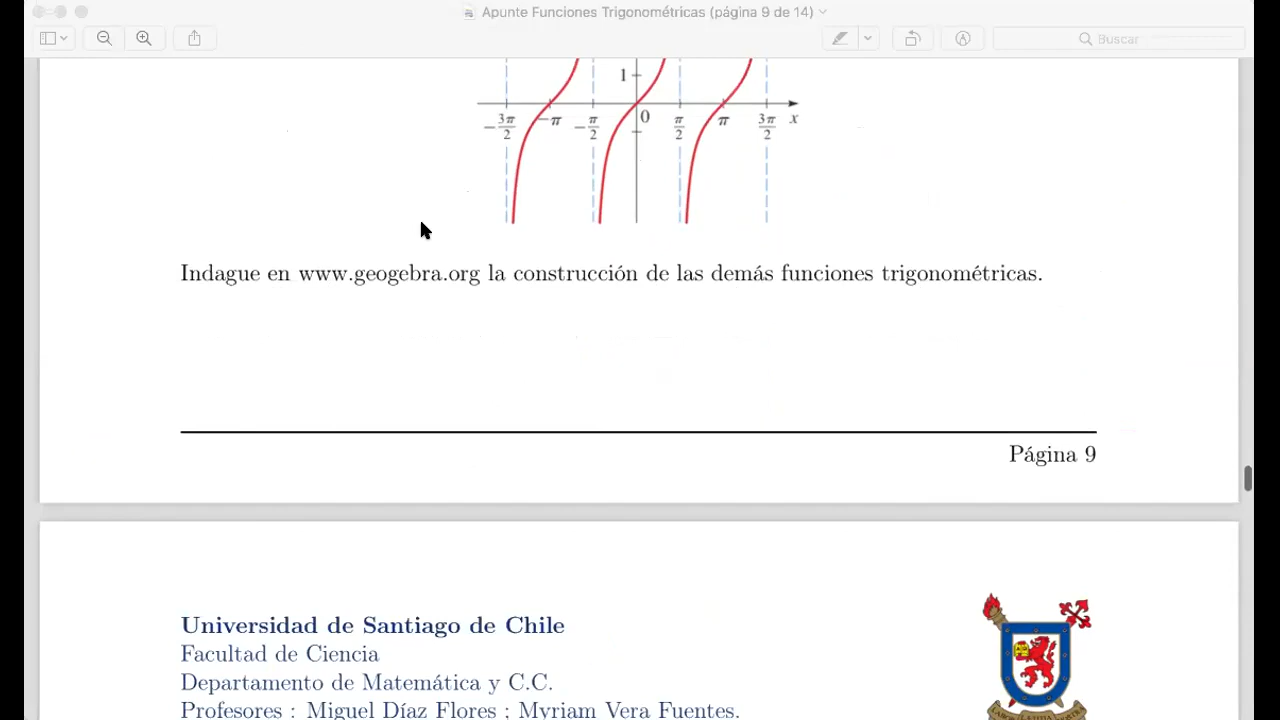 Apunte Funciones Trigonométricas (página 9 de 14)
Buscar
1
−3π/2 −π −π/2 0 π/2 π 3π/2 x
Indague en www.geogebra.org la construcción de las demás funciones trigonométricas.
Página 9
Universidad de Santiago de Chile
Facultad de Ciencia
Departamento de Matemática y C.C.
Profesores : Miguel Díaz Flores ; Myriam Vera Fuentes.